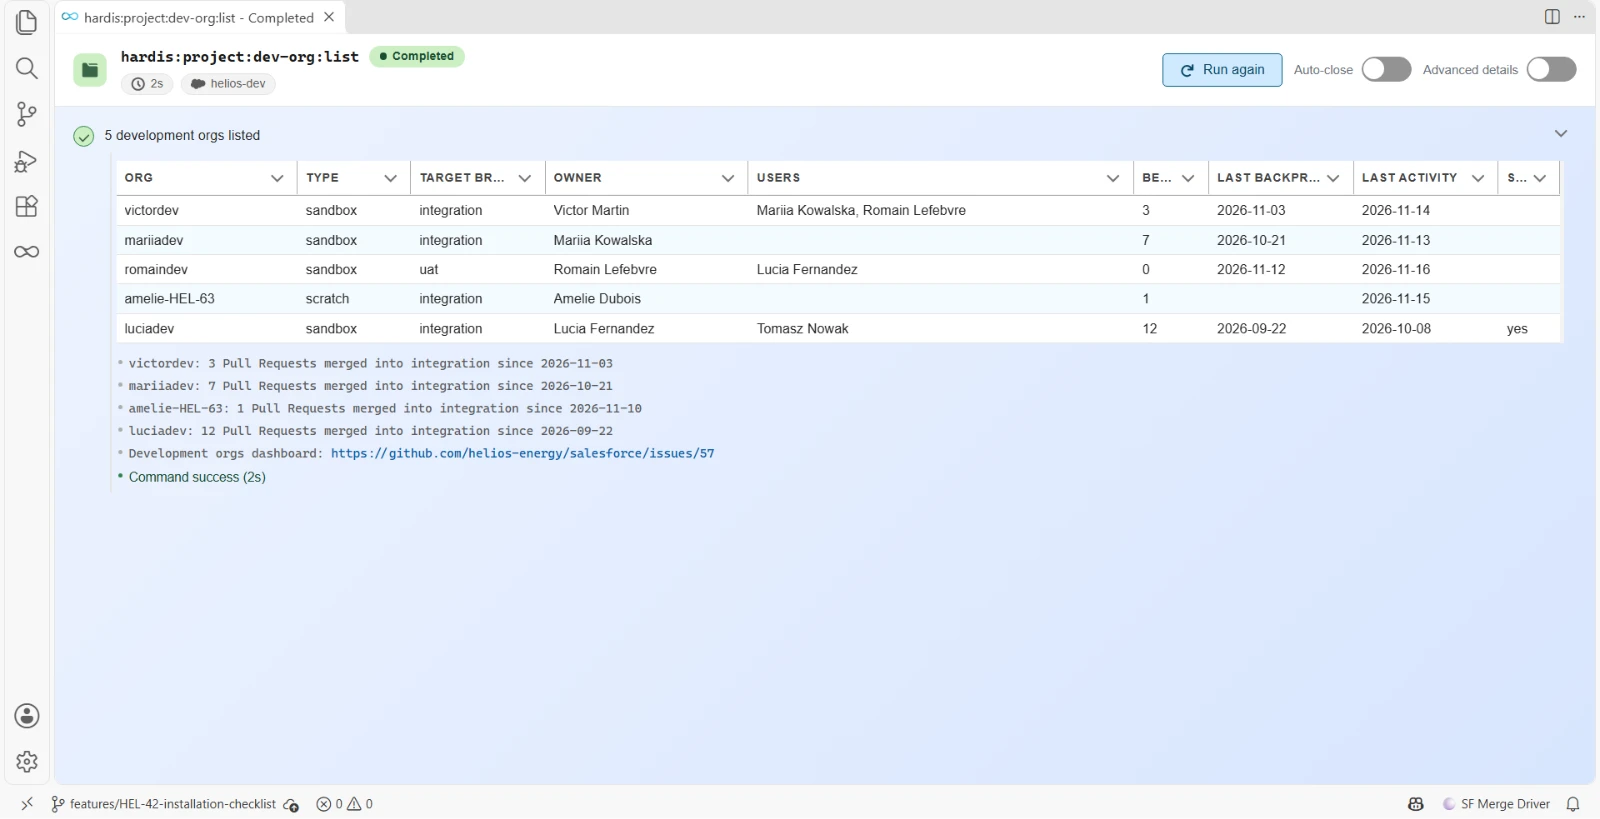 hardis:project:dev-org:list - Completed
hardis:project:dev-org:list
Completed
2s
helios-dev
Run again
Auto-close
Advanced details
5 development orgs listed
ORG TYPE TARGET BR... OWNER USERS BE... LAST BACKPR... LAST ACTIVITY S...
victordev sandbox integration Victor Martin Mariia Kowalska, Romain Lefebvre 3 2026-11-03 2026-11-14
mariiadev sandbox integration Mariia Kowalska 7 2026-10-21 2026-11-13
romaindev sandbox uat Romain Lefebvre Lucia Fernandez 0 2026-11-12 2026-11-16
amelie-HEL-63 scratch integration Amelie Dubois 1 2026-11-15
luciadev sandbox integration Lucia Fernandez Tomasz Nowak 12 2026-09-22 2026-10-08 yes
victordev: 3 Pull Requests merged into integration since 2026-11-03
mariiadev: 7 Pull Requests merged into integration since 2026-10-21
amelie-HEL-63: 1 Pull Requests merged into integration since 2026-11-10
luciadev: 12 Pull Requests merged into integration since 2026-09-22
Development orgs dashboard: https://github.com/helios-energy/salesforce/issues/57
Command success (2s)
features/HEL-42-installation-checklist 0 0 SF Merge Driver